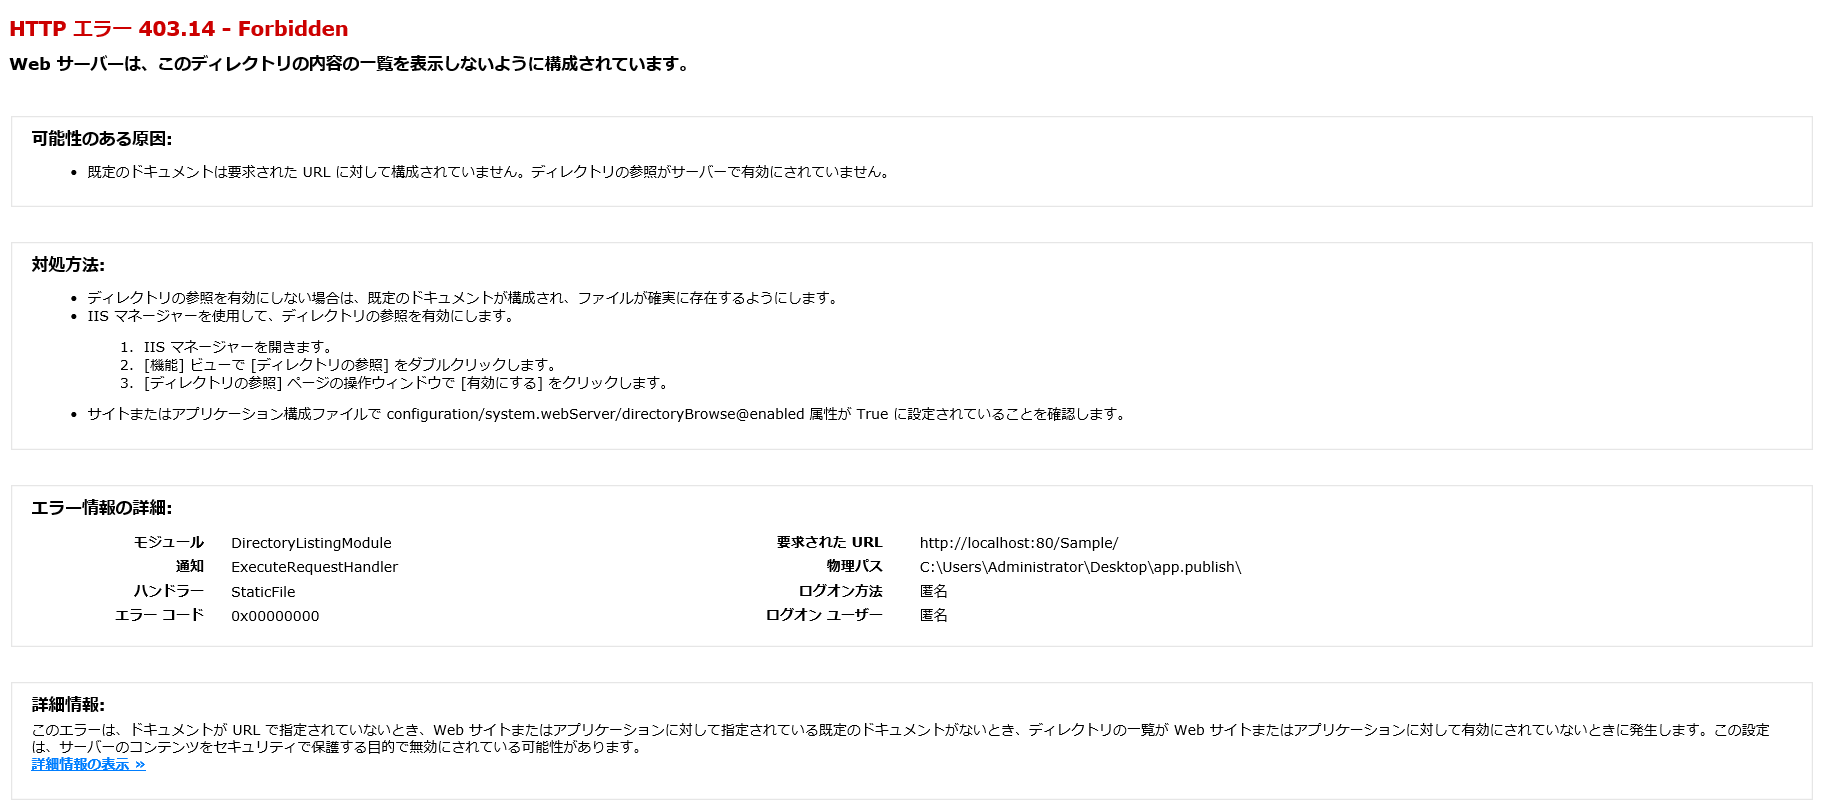 HTTP エラー 403.14 - Forbidden
Web サーバーは、このディレクトリの内容の一覧を表示しないように構成されています。
可能性のある原因:
• 既定のドキュメントは要求された URL に対して構成されていません。ディレクトリの参照がサーバーで有効にされていません。
対処方法:
• ディレクトリの参照を有効にしない場合は、既定のドキュメントが構成され、ファイルが確実に存在するようにします。
• IIS マネージャーを使用して、ディレクトリの参照を有効にします。
1. IIS マネージャーを開きます。
2. [機能] ビューで [ディレクトリの参照] をダブルクリックします。
3. [ディレクトリの参照] ページの操作ウィンドウで [有効にする] をクリックします。
• サイトまたはアプリケーション構成ファイルで configuration/system.webServer/directoryBrowse@enabled 属性が True に設定されていることを確認します。
エラー情報の詳細:
モジュール DirectoryListingModule
通知 ExecuteRequestHandler
ハンドラー StaticFile
エラー コード 0x00000000
要求された URL http://localhost:80/Sample/
物理パス C:\Users\Administrator\Desktop\app.publish\
ログオン方法 匿名
ログオン ユーザー 匿名
詳細情報:
このエラーは、ドキュメントが URL で指定されていないとき、Web サイトまたはアプリケーションに対して指定されている既定のドキュメントがないとき、ディレクトリの一覧が Web サイトまたはアプリケーションに対して有効にされていないときに発生します。この設定
は、サーバーのコンテンツをセキュリティで保護する目的で無効にされている可能性があります。
詳細情報の表示 »